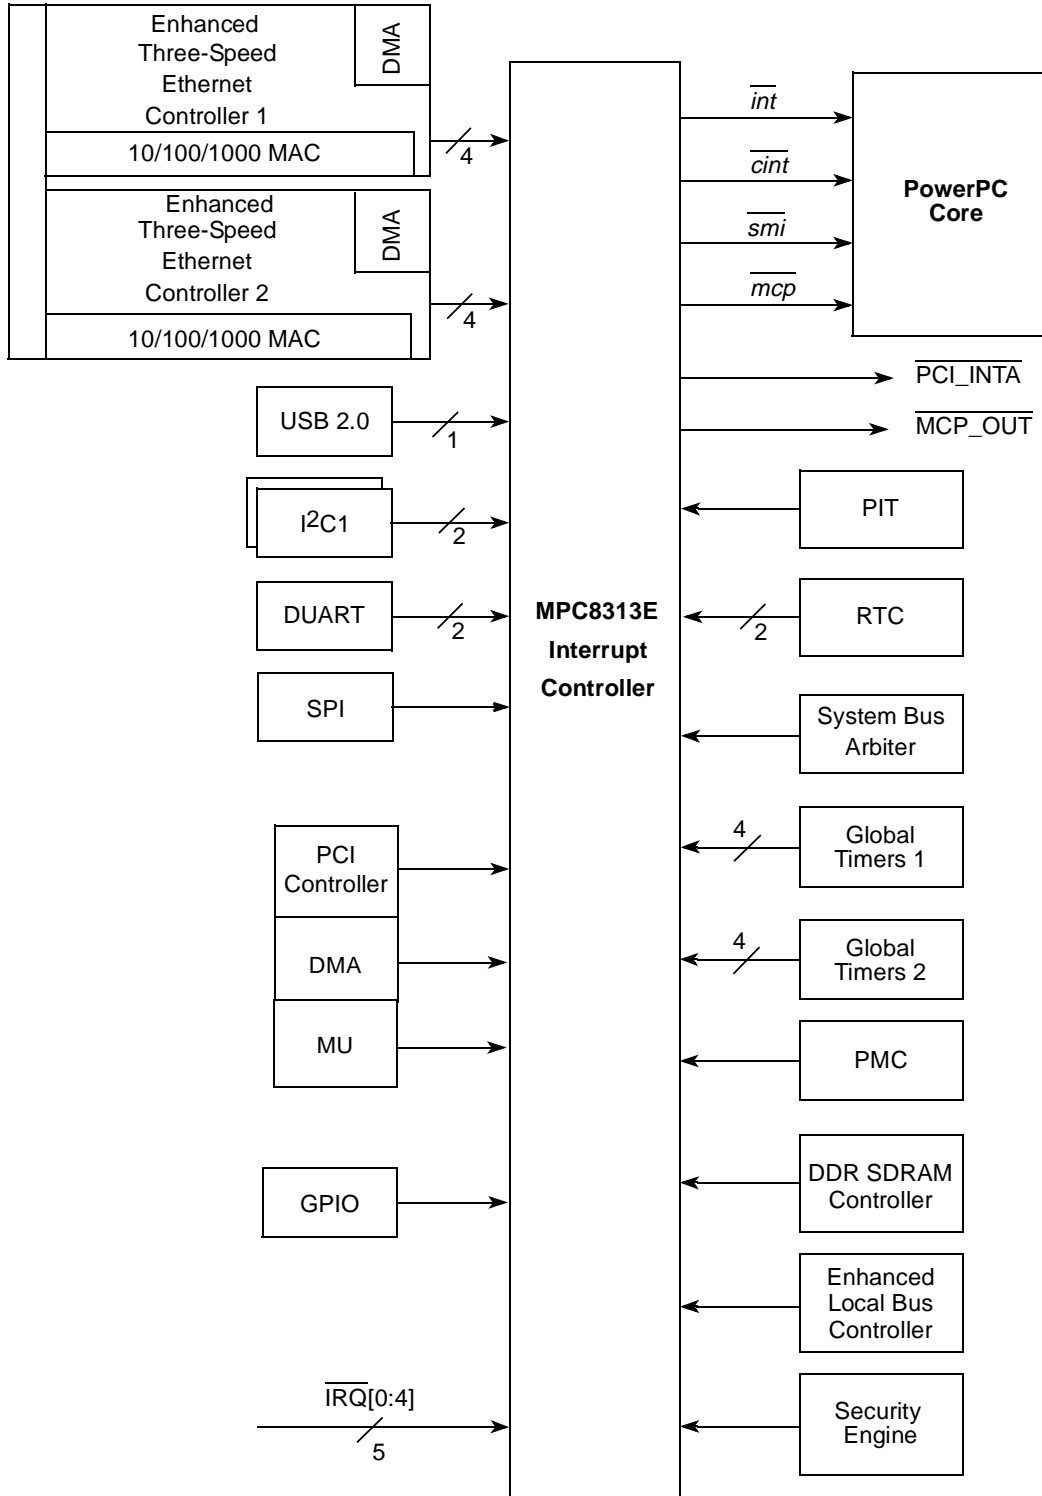 Enhanced
Three-Speed
Ethernet
Controller 1
DMA
10/100/1000 MAC
4
Enhanced
Three-Speed
Ethernet
Controller 2
DMA
10/100/1000 MAC
4
USB 2.0
1
I2C1
2
DUART
2
SPI
PCI
Controller
DMA
MU
GPIO
IRQ[0:4]
5
MPC8313E
Interrupt
Controller
int
cint
smi
mcp
PowerPC
Core
PCI_INTA
MCP_OUT
PIT
RTC
2
System Bus
Arbiter
4
Global
Timers 1
4
Global
Timers 2
PMC
DDR SDRAM
Controller
Enhanced
Local Bus
Controller
Security
Engine